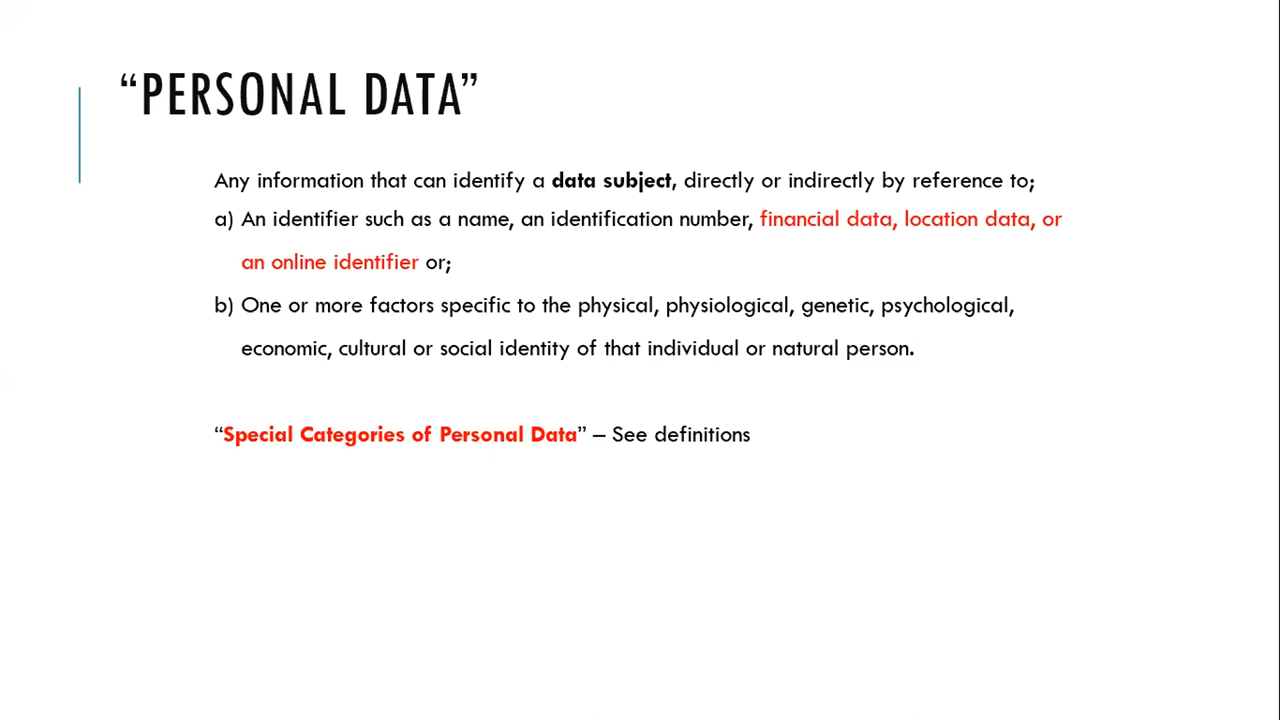 “PERSONAL DATA”
Any information that can identify a data subject, directly or indirectly by reference to;
a) An identifier such as a name, an identification number, financial data, location data, or
an online identifier or;
b) One or more factors specific to the physical, physiological, genetic, psychological,
economic, cultural or social identity of that individual or natural person.
“Special Categories of Personal Data” – See definitions